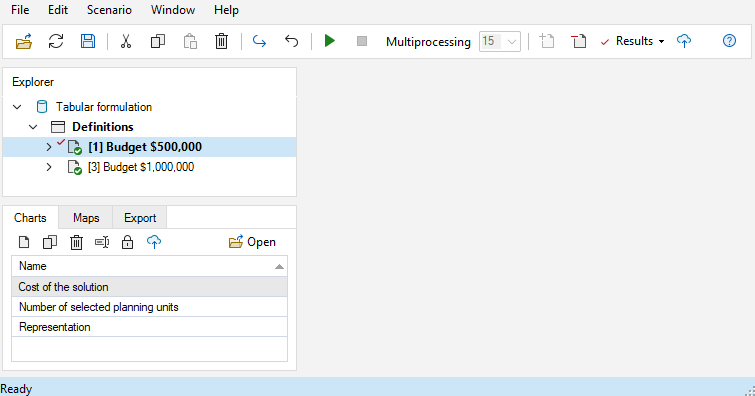 File Edit Scenario Window Help
Multiprocessing 15 Results
Explorer
Tabular formulation
Definitions
[1] Budget $500,000
[3] Budget $1,000,000
Charts Maps Export
Open
Name
Cost of the solution
Number of selected planning units
Representation
Ready